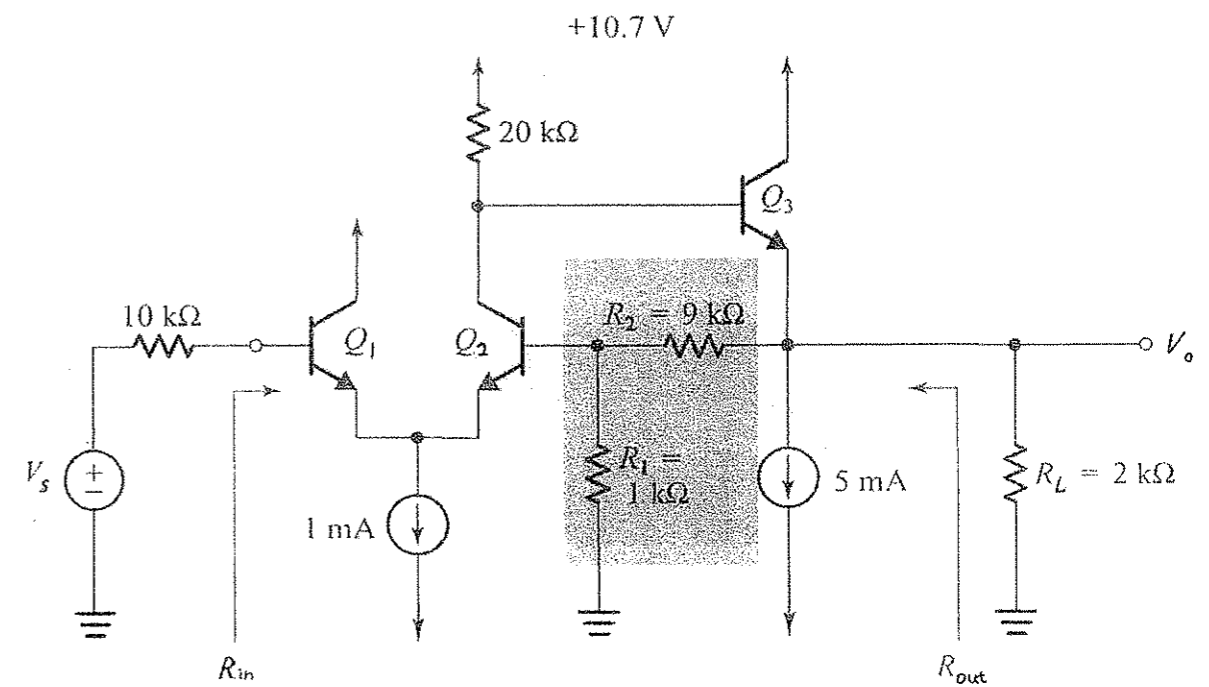 +10.7 V
20 kΩ
Q3
10 kΩ
Q1
Q2
R2 = 9 kΩ
Vo
Vs
+
−
1 mA
R1 =
1 kΩ
5 mA
RL = 2 kΩ
Rin
Rout